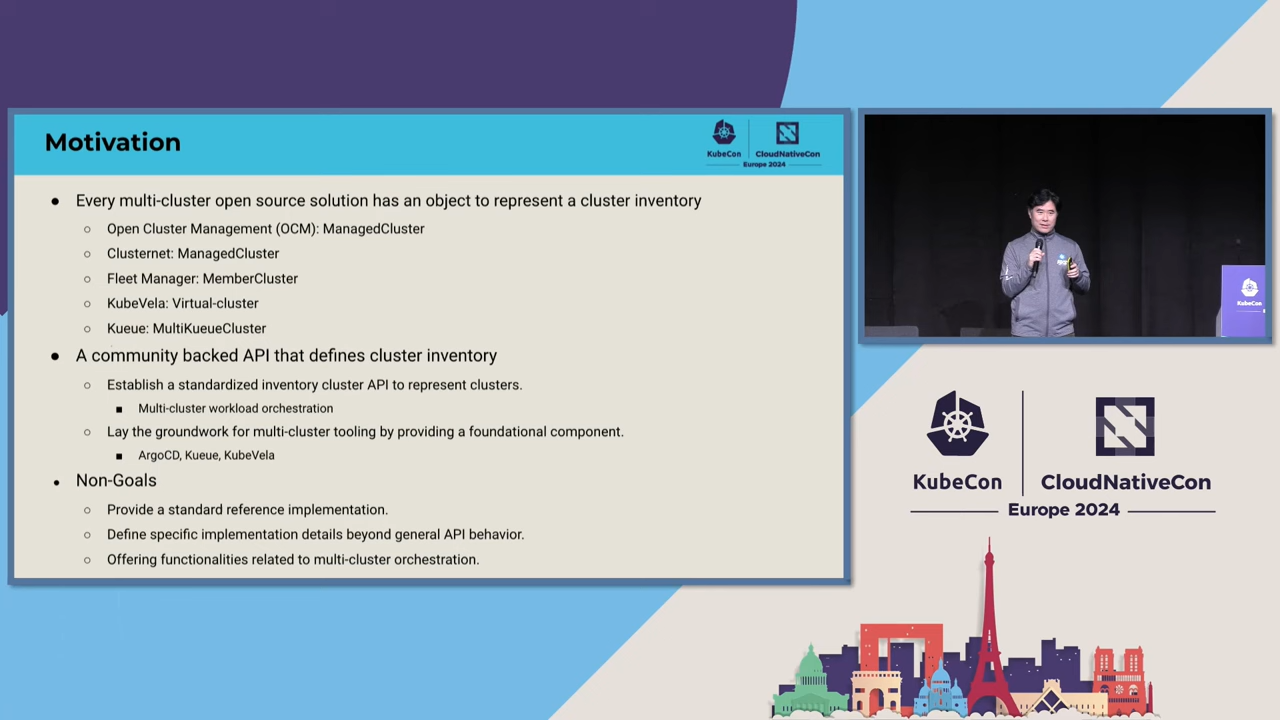 Motivation
KubeCon
CloudNativeCon
Europe 2024
● Every multi-cluster open source solution has an object to represent a cluster inventory
○ Open Cluster Management (OCM): ManagedCluster
○ Clusternet: ManagedCluster
○ Fleet Manager: MemberCluster
○ KubeVela: Virtual-cluster
○ Kueue: MultiKueueCluster
● A community backed API that defines cluster inventory
○ Establish a standardized inventory cluster API to represent clusters.
■ Multi-cluster workload orchestration
○ Lay the groundwork for multi-cluster tooling by providing a foundational component.
■ ArgoCD, Kueue, KubeVela
● Non-Goals
○ Provide a standard reference implementation.
○ Define specific implementation details beyond general API behavior.
○ Offering functionalities related to multi-cluster orchestration.
KubeCon
KubeCon
CloudNativeCon
Europe 2024